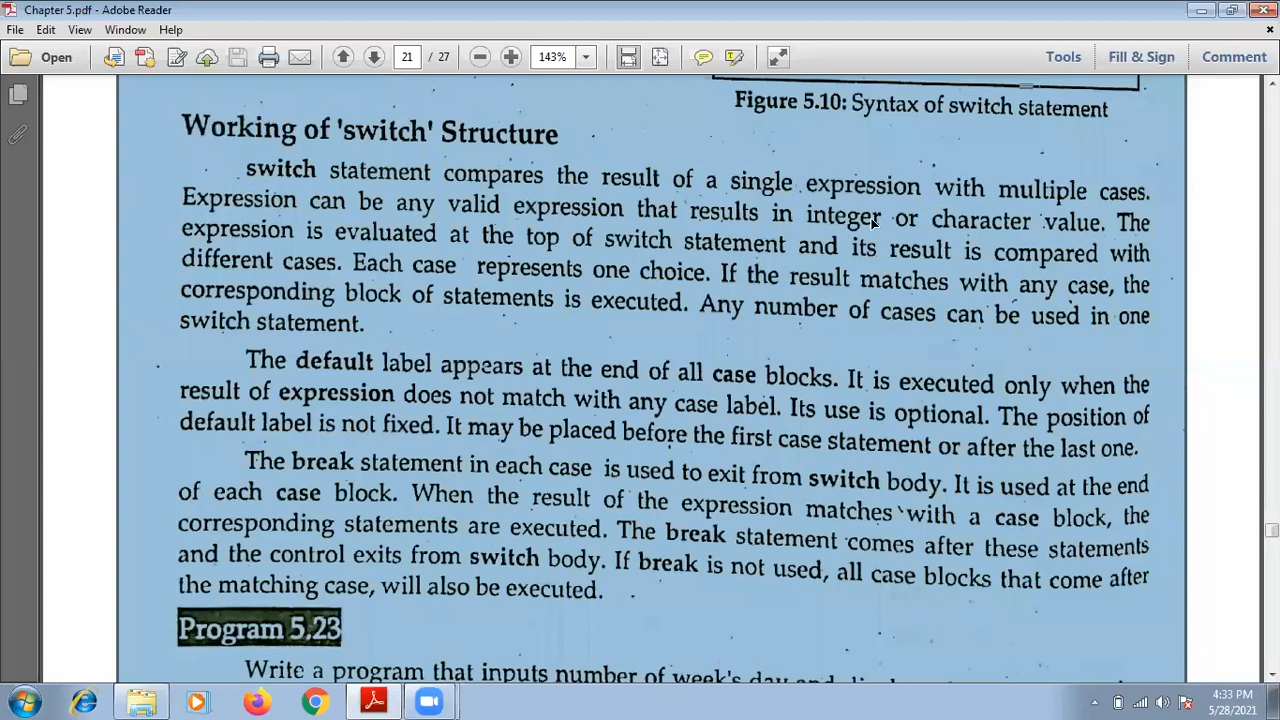 Chapter 5.pdf - Adobe Reader
File Edit View Window Help
Open 21 / 27 143% Tools Fill & Sign Comment
Figure 5.10: Syntax of switch statement
Working of 'switch' Structure
switch statement compares the result of a single expression with multiple cases.
Expression can be any valid expression that results in integer or character value. The
expression is evaluated at the top of switch statement and its result is compared with
different cases. Each case represents one choice. If the result matches with any case, the
corresponding block of statements is executed. Any number of cases can be used in one
switch statement.
The default label appears at the end of all case blocks. It is executed only when the
result of expression does not match with any case label. Its use is optional. The position of
default label is not fixed. It may be placed before the first case statement or after the last one.
The break statement in each case is used to exit from switch body. It is used at the end
of each case block. When the result of the expression matches with a case block, the
corresponding statements are executed. The break statement comes after these statements
and the control exits from switch body. If break is not used, all case blocks that come after
the matching case, will also be executed.
Program 5.23
Write a program that inputs number of week's day and
4:33 PM
5/28/2021